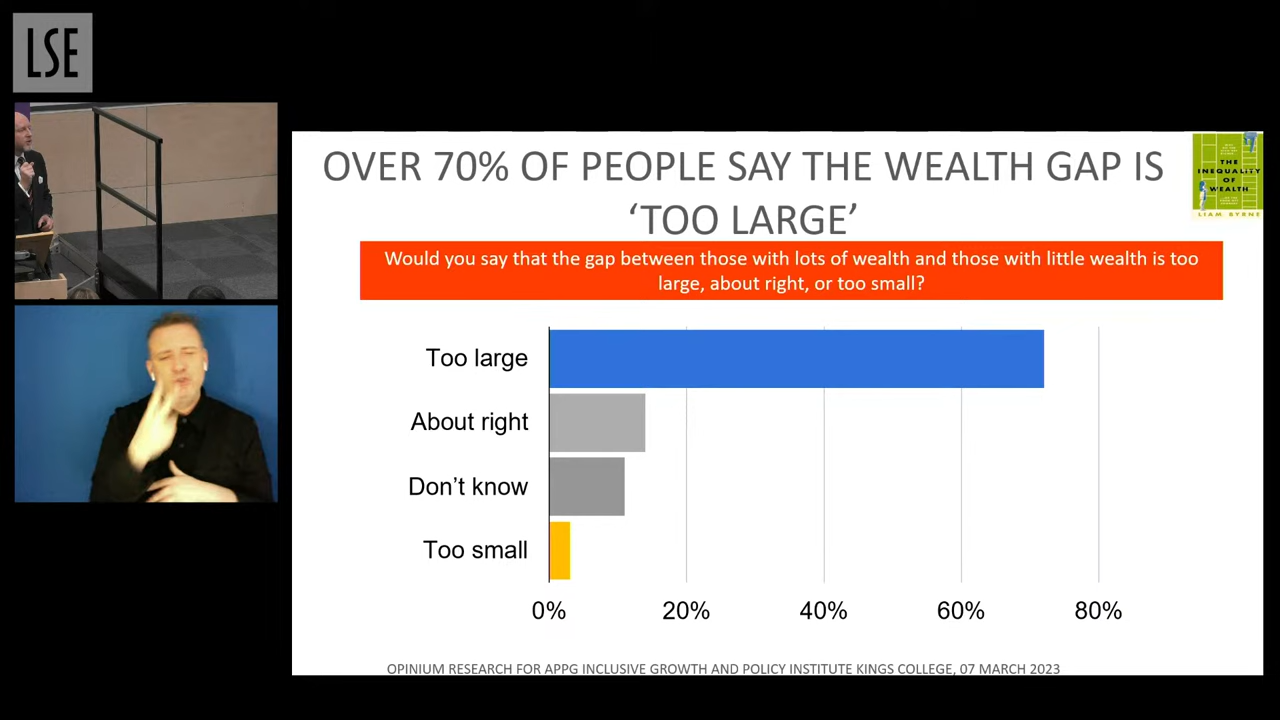 LSE
OVER 70% OF PEOPLE SAY THE WEALTH GAP IS
‘TOO LARGE’
THE
INEQUALITY
OF
WEALTH
LIAM BYRNE
Would you say that the gap between those with lots of wealth and those with little wealth is too
large, about right, or too small?
Too large
About right
Don’t know
Too small
0% 20% 40% 60% 80%
OPINIUM RESEARCH FOR APPG INCLUSIVE GROWTH AND POLICY INSTITUTE KINGS COLLEGE, 07 MARCH 2023